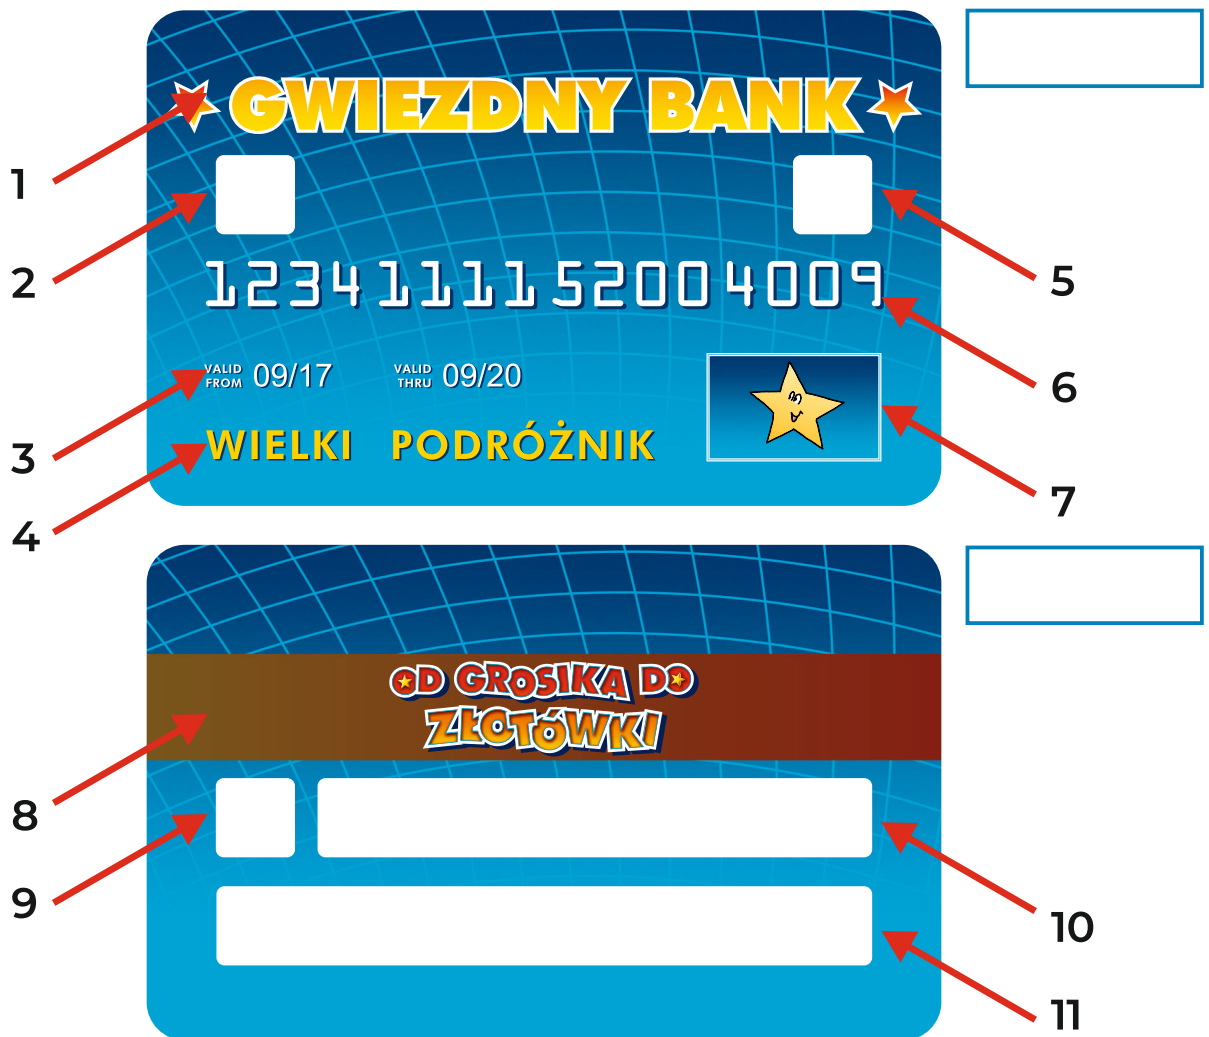 GWIEZDNY BANK
1
2
5
1234 1111 5200 4009
6
VALID FROM 09/17 VALID THRU 09/20
3
WIELKI PODRÓŻNIK
7
4
OD GROSIKA DO
ZŁOTÓWKI
8
9
10
11